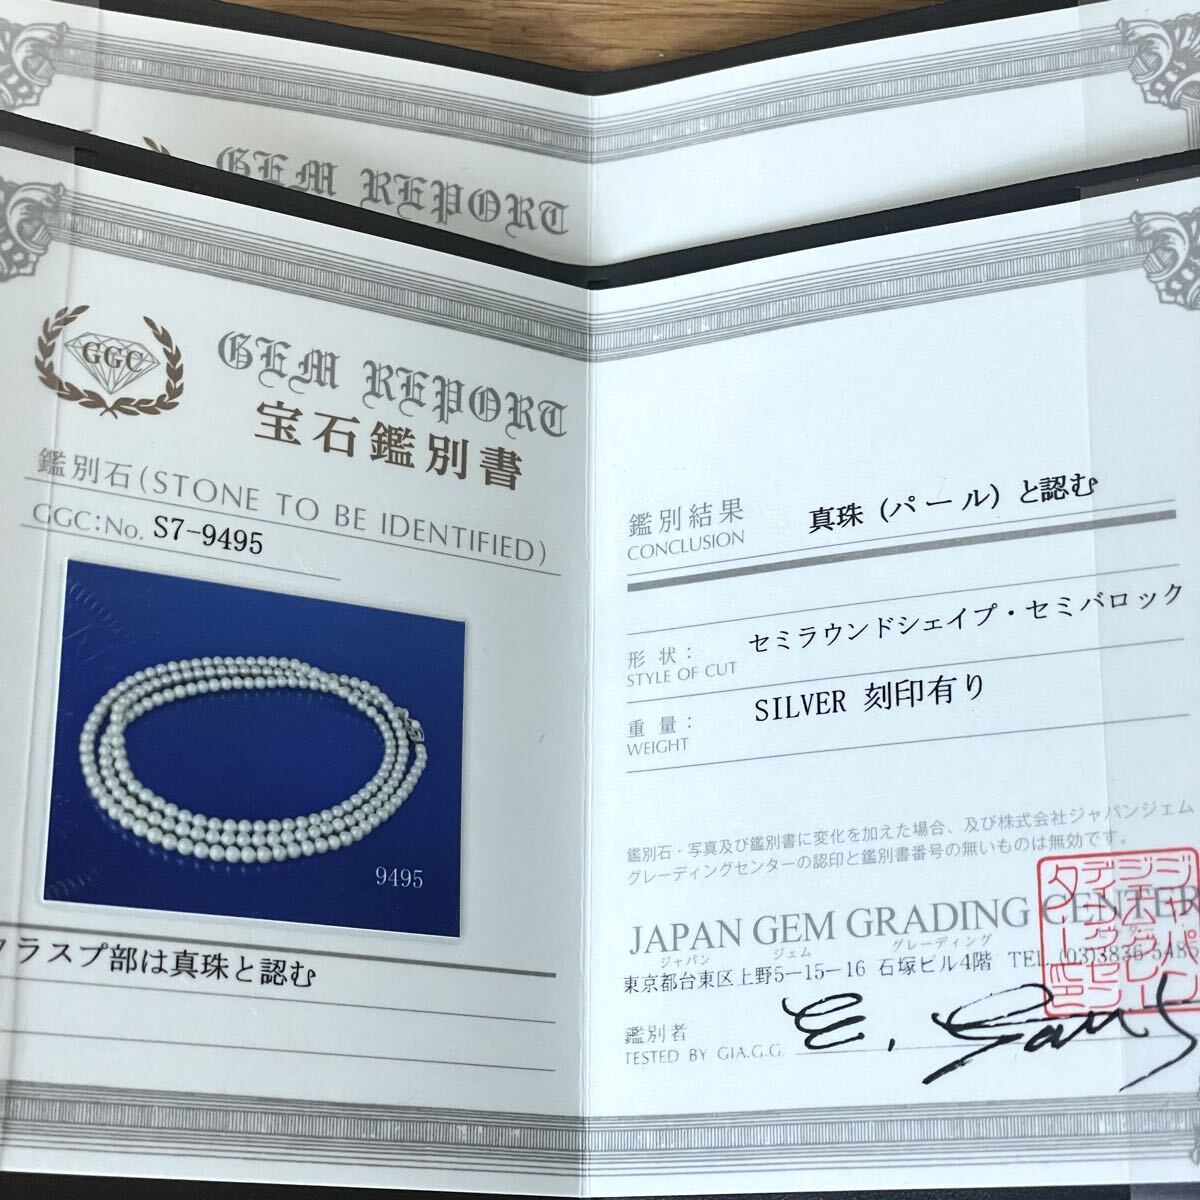 GEM REPORT
GGC
GEM REPORT
宝石鑑別書
鑑別石(STONE TO BE IDENTIFIED)
GGC:No. S7-9495
9495
クラスプ部は真珠と認む
鑑別結果 真珠(パール)と認む
CONCLUSION
形状: セミラウンドシェイプ・セミバロック
STYLE OF CUT
重量: SILVER 刻印有り
WEIGHT
鑑別石・写真及び鑑別書に変化を加えた場合、及び株式会社ジャパンジェム
グレーディングセンターの認印と鑑別書番号の無いものは無効です。
JAPAN GEM GRADING CENTER
ジャパン ジェム グレーディング センター
東京都台東区上野5-15-16 石塚ビル4階 TEL. (03)3836-5485
鑑別者
TESTED BY GIA.G.G.